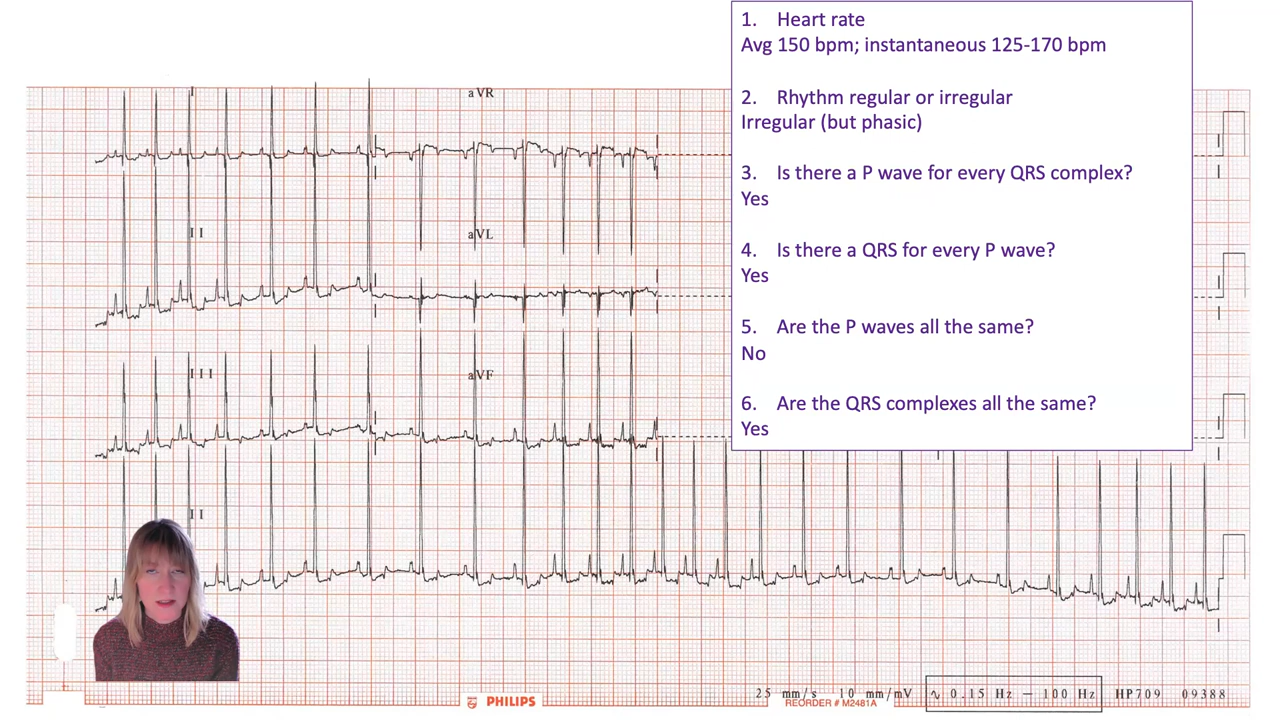 1. Heart rate
Avg 150 bpm; instantaneous 125-170 bpm
2. Rhythm regular or irregular
Irregular (but phasic)
3. Is there a P wave for every QRS complex?
Yes
4. Is there a QRS for every P wave?
Yes
5. Are the P waves all the same?
No
6. Are the QRS complexes all the same?
Yes
I
aVR
II
aVL
III
aVF
II
PHILIPS
25 mm/s 10 mm/mV ∿ 0.15 Hz — 100 Hz HP709 09388
REORDER # M2481A